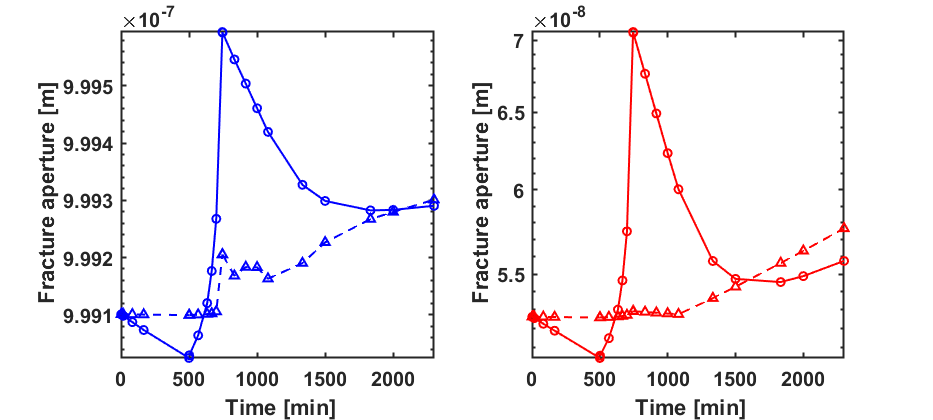 ×10⁻⁷
Fracture aperture [m]
9.995
9.994
9.993
9.992
9.991
0 500 1000 1500 2000
Time [min]
×10⁻⁸
Fracture aperture [m]
7
6.5
6
5.5
0 500 1000 1500 2000
Time [min]